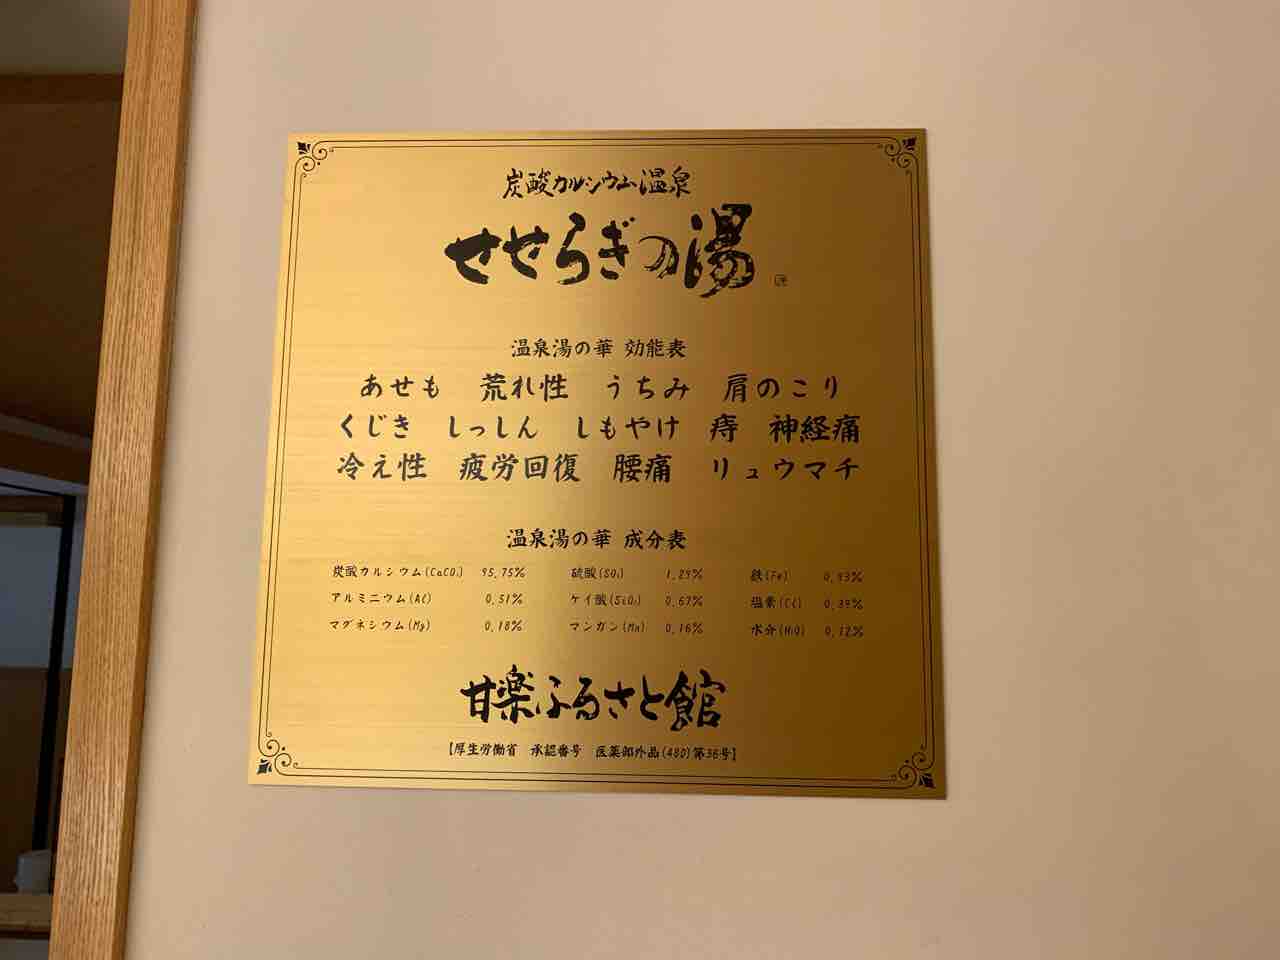 炭酸カルシウム温泉
せせらぎの湯
温泉湯の華 効能表
あせも 荒れ性 うちみ 肩のこり
くじき しっしん しもやけ 痔 神経痛
冷え性 疲労回復 腰痛 リュウマチ
温泉湯の華 成分表
炭酸カルシウム(CaCO₃) 95.75% 硫酸(SO₄) 1.29% 鉄(Fe) 0.93%
アルミニウム(Al) 0.51% ケイ酸(SiO₂) 0.67% 塩素(Cl) 0.39%
マグネシウム(Mg) 0.18% マンガン(Mn) 0.16% 水分(H₂O) 0.12%
甘楽ふるさと館
【厚生労働省 承認番号 医薬部外品(48D)第36号】